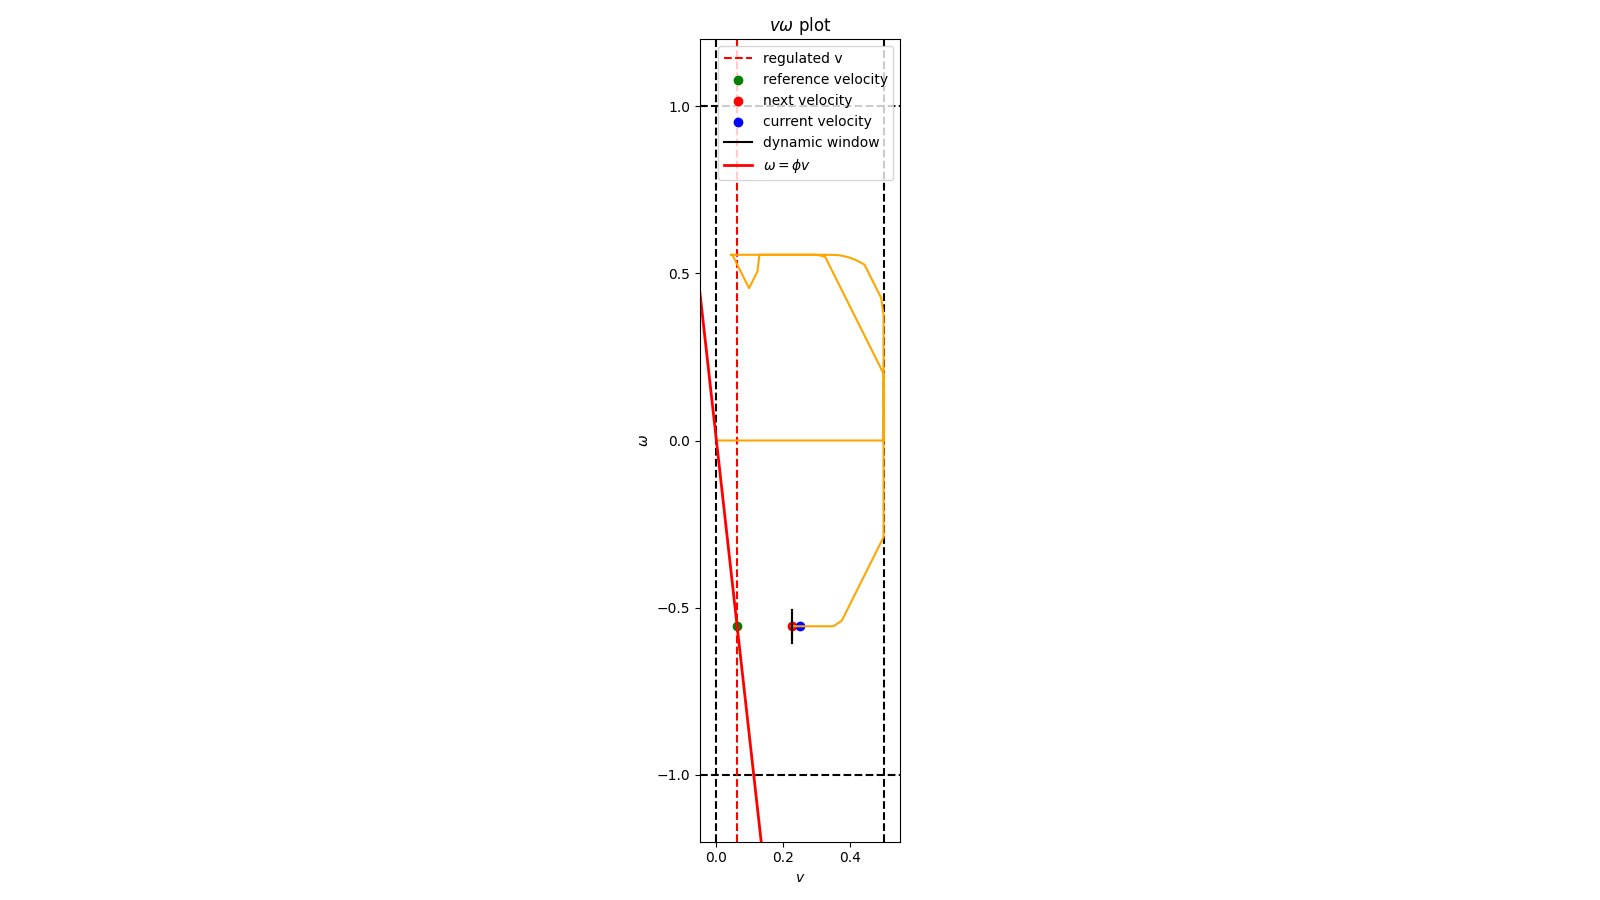 vω plot
regulated v
reference velocity
next velocity
current velocity
dynamic window
ω = ϕv
1.0
0.5
0.0
−0.5
−1.0
ω
0.0 0.2 0.4
v